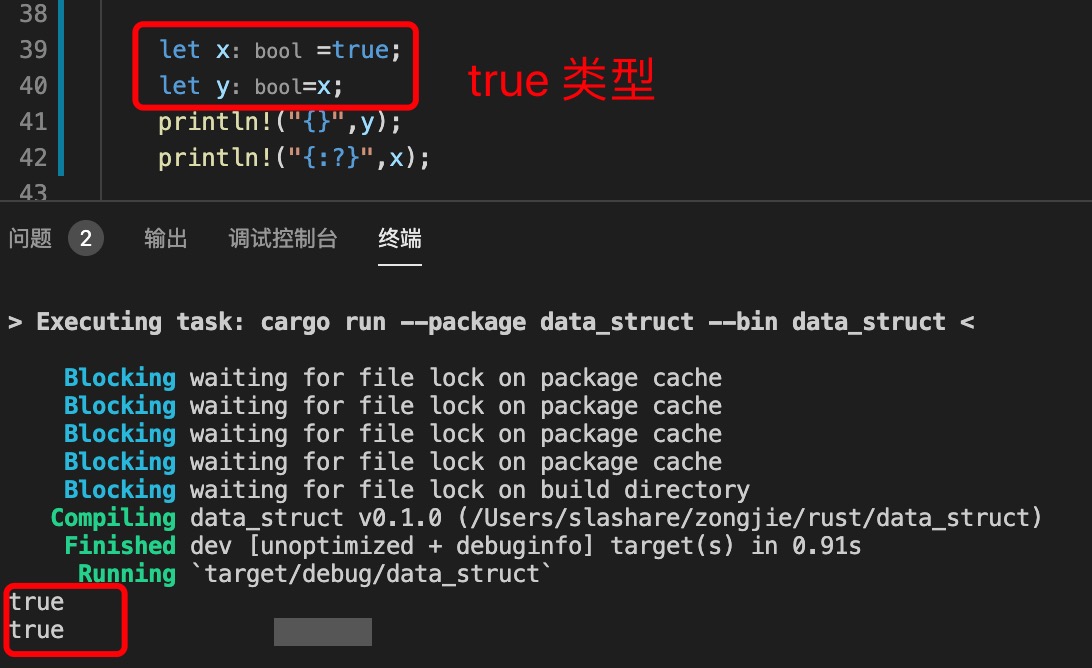 38
39 let x: bool =true;
40 let y: bool=x;
true 类型
41 println!("{}",y);
42 println!("{:?}",x);
43
问题 2 输出 调试控制台 终端
> Executing task: cargo run --package data_struct --bin data_struct <
Blocking waiting for file lock on package cache
Blocking waiting for file lock on package cache
Blocking waiting for file lock on package cache
Blocking waiting for file lock on package cache
Blocking waiting for file lock on build directory
Compiling data_struct v0.1.0 (/Users/slashare/zongjie/rust/data_struct)
Finished dev [unoptimized + debuginfo] target(s) in 0.91s
Running `target/debug/data_struct`
true
true